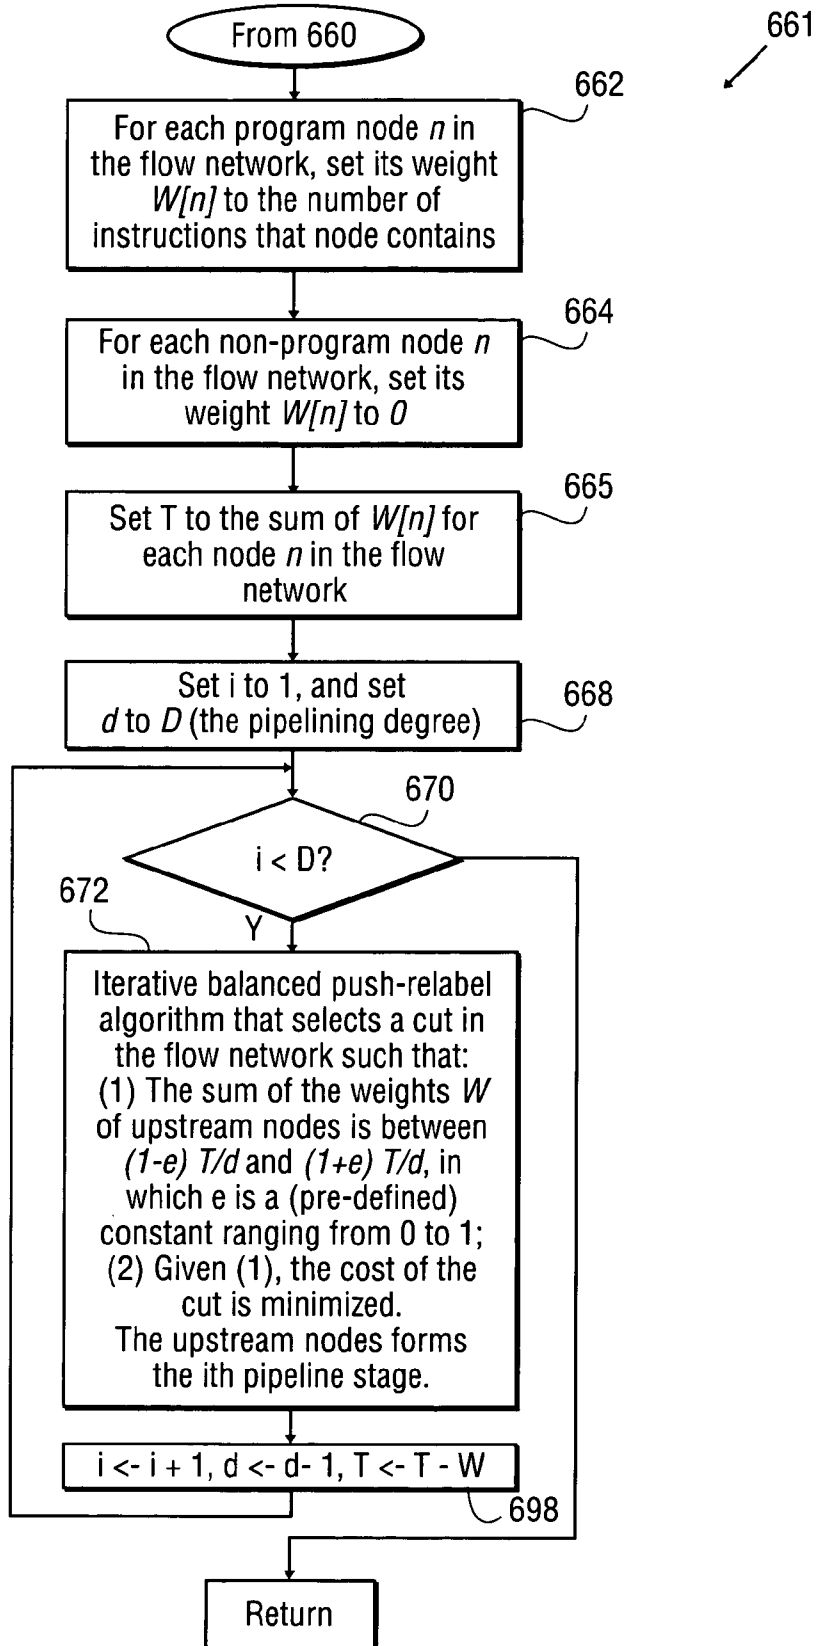 From 660
661
662
For each program node n in
the flow network, set its weight
W[n] to the number of
instructions that node contains
664
For each non-program node n
in the flow network, set its
weight W[n] to 0
665
Set T to the sum of W[n] for
each node n in the flow
network
Set i to 1, and set
d to D (the pipelining degree)
668
670
i < D?
672
Y
Iterative balanced push-relabel
algorithm that selects a cut in
the flow network such that:
(1) The sum of the weights W
of upstream nodes is between
(1-e) T/d and (1+e) T/d, in
which e is a (pre-defined)
constant ranging from 0 to 1;
(2) Given (1), the cost of the
cut is minimized.
The upstream nodes forms
the ith pipeline stage.
i <- i + 1, d <- d- 1, T <- T - W
698
Return